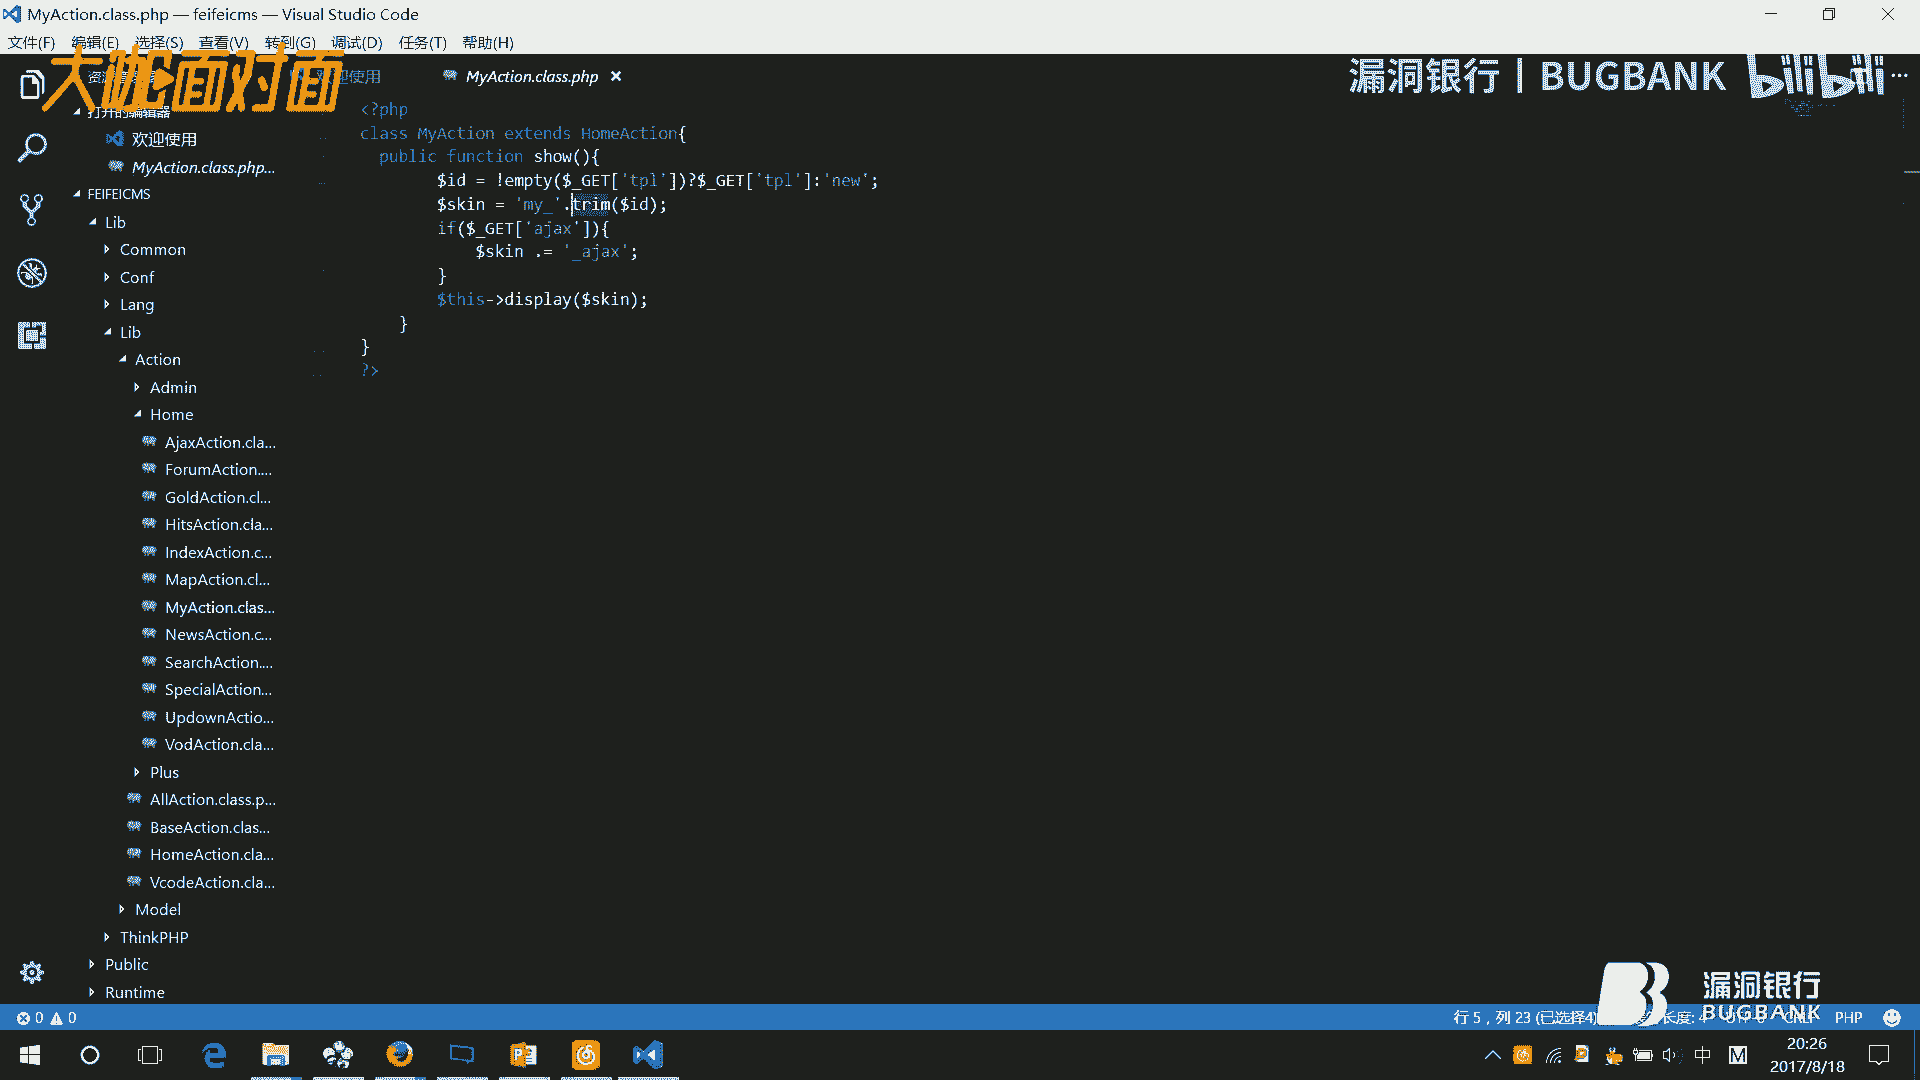 MyAction.class.php — feifeicms — Visual Studio Code
文件(F) 编辑(E) 选择(S) 查看(V) 转到(G) 调试(D) 任务(T) 帮助(H)
大咖面对面
漏洞银行 | BUGBANK bilibili
欢迎使用
MyAction.class.php
打开的编辑器
欢迎使用
MyAction.class.php...
FEIFEICMS
Lib
Common
Conf
Lang
Lib
Action
Admin
Home
AjaxAction.cla...
ForumAction....
GoldAction.cl...
HitsAction.cla...
IndexAction.c...
MapAction.cl...
MyAction.clas...
NewsAction.c...
SearchAction....
SpecialAction...
UpdownActio...
VodAction.cla...
Plus
AllAction.class.p...
BaseAction.clas...
HomeAction.cla...
VcodeAction.cla...
Model
ThinkPHP
Public
Runtime
<?php
class MyAction extends HomeAction{
public function show(){
$id = !empty($_GET['tpl'])?$_GET['tpl']:'new';
$skin = 'my_'.trim($id);
if($_GET['ajax']){
$skin .= '_ajax';
}
$this->display($skin);
}
}
?>
漏洞银行
BUGBANK
0 0
行 5，列 23 (已选择4) 长度: 4 UTF-8 CRLF PHP
中 M
20:26
2017/8/18